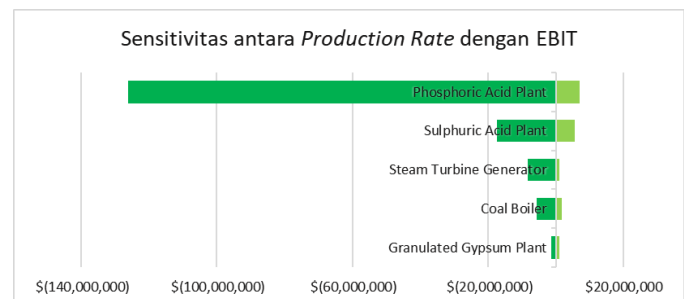 Sensitivitas antara Production Rate dengan EBIT
Phosphoric Acid Plant
Sulphuric Acid Plant
Steam Turbine Generator
Coal Boiler
Granulated Gypsum Plant
$(140,000,000) $(100,000,000) $(60,000,000) $(20,000,000) $20,000,000